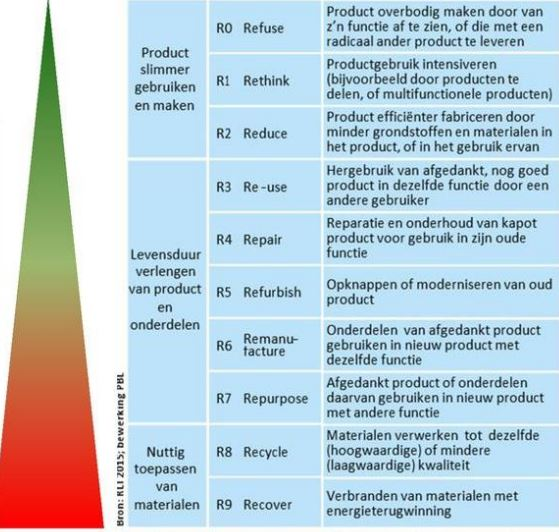 Product
slimmer
gebruiken
en maken
R0 Refuse
Product overbodig maken door van
z'n functie af te zien, of die met een
radicaal ander product te leveren
R1 Rethink
Productgebruik intensiveren
(bijvoorbeeld door producten te
delen, of multifunctionele producten)
R2 Reduce
Product efficiënter fabriceren door
minder grondstoffen en materialen in
het product, of in het gebruik ervan
Levensduur
verlengen
van product
en
onderdelen
R3 Re-use
Hergebruik van afgedankt, nog goed
product in dezelfde functie door een
andere gebruiker
R4 Repair
Reparatie en onderhoud van kapot
product voor gebruik in zijn oude
functie
R5 Refurbish
Opknappen of moderniseren van oud
product
R6 Remanu-
facture
Onderdelen van afgedankt product
gebruiken in nieuw product met
dezelfde functie
R7 Repurpose
Afgedankt product of onderdelen
daarvan gebruiken in nieuw product
met andere functie
Nuttig
toepassen
van
materialen
R8 Recycle
Materialen verwerken tot dezelfde
(hoogwaardige) of mindere
(laagwaardige) kwaliteit
R9 Recover
Verbranden van materialen met
energieterugwinning
Bron: RLI 2015; bewerking PBL